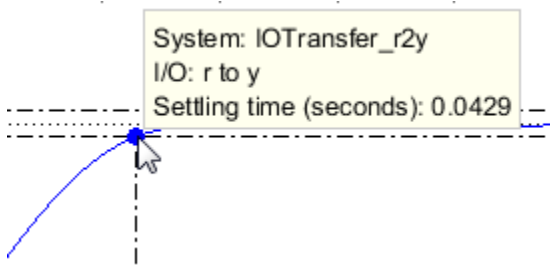 System: IOTransfer_r2y
I/O: r to y
Settling time (seconds): 0.0429